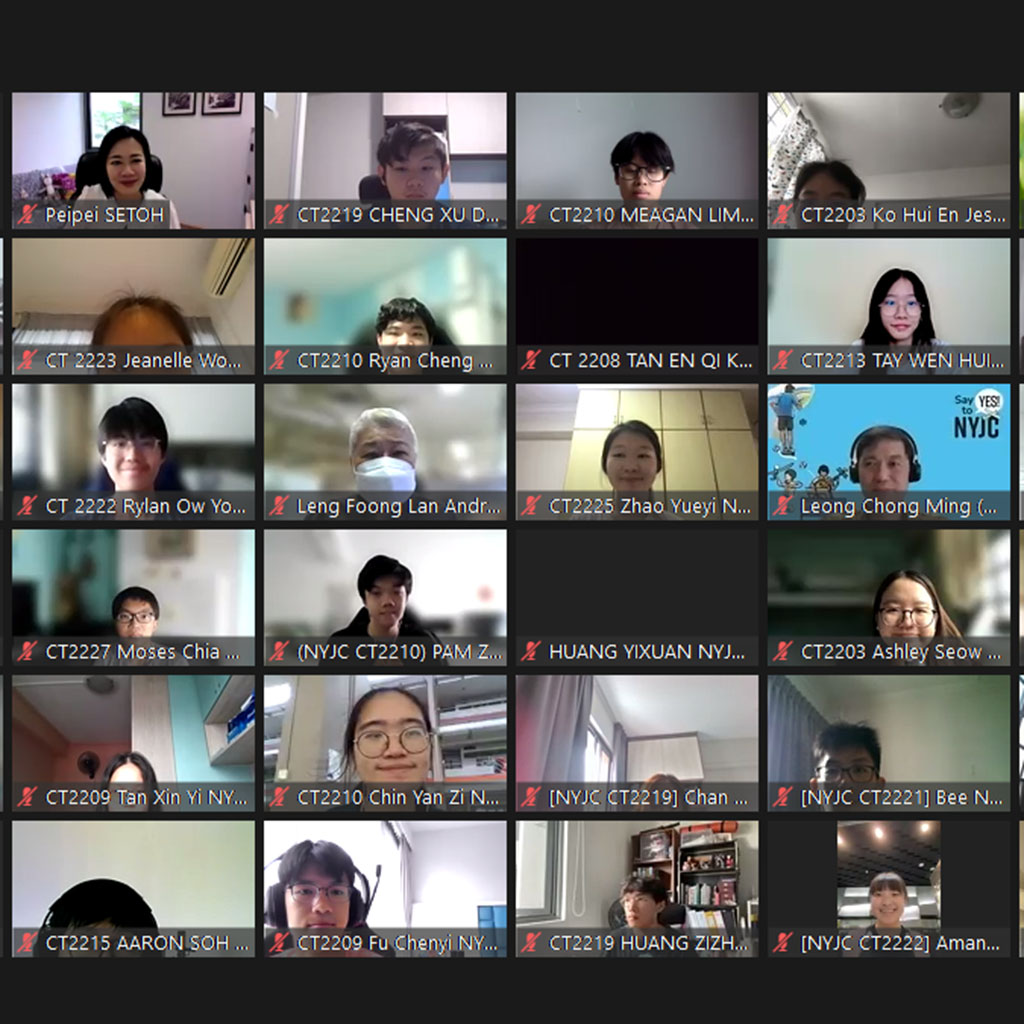 Peipei SETOH
CT2219 CHENG XU D...
CT2210 MEAGAN LIM...
CT2203 Ko Hui En Jes...
CT 2223 Jeanelle Wo...
CT2210 Ryan Cheng ...
CT 2208 TAN EN QI K...
CT2213 TAY WEN HUI...
CT 2222 Rylan Ow Yo...
Leng Foong Lan Andr...
CT2225 Zhao Yueyi N...
Say YES!
to
NYJC
Leong Chong Ming (...
CT2227 Moses Chia ...
(NYJC CT2210) PAM Z...
HUANG YIXUAN NYJ...
CT2203 Ashley Seow ...
CT2209 Tan Xin Yi NY...
CT2210 Chin Yan Zi N...
[NYJC CT2219] Chan ...
[NYJC CT2221] Bee N...
CT2215 AARON SOH ...
CT2209 Fu Chenyi NY...
CT2219 HUANG ZIZH...
[NYJC CT2222] Aman...